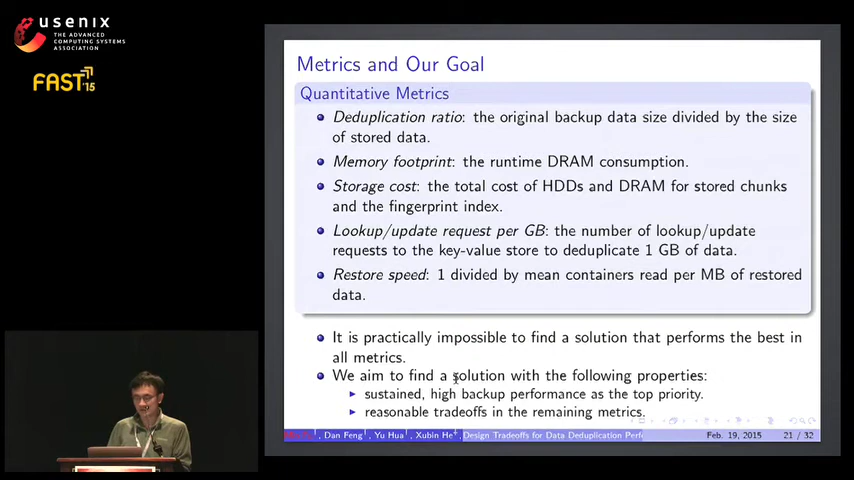 usenix
THE ADVANCED
COMPUTING SYSTEMS
ASSOCIATION
FAST '15
Metrics and Our Goal
Quantitative Metrics
Deduplication ratio: the original backup data size divided by the size
of stored data.
Memory footprint: the runtime DRAM consumption.
Storage cost: the total cost of HDDs and DRAM for stored chunks
and the fingerprint index.
Lookup/update request per GB: the number of lookup/update
requests to the key-value store to deduplicate 1 GB of data.
Restore speed: 1 divided by mean containers read per MB of restored
data.
It is practically impossible to find a solution that performs the best in
all metrics.
We aim to find a solution with the following properties:
sustained, high backup performance as the top priority.
reasonable tradeoffs in the remaining metrics.
, Dan Feng†, Yu Hua†, Xubin He‡, Design Tradeoffs for Data Deduplication Perf
Feb. 19, 2015
21 / 32